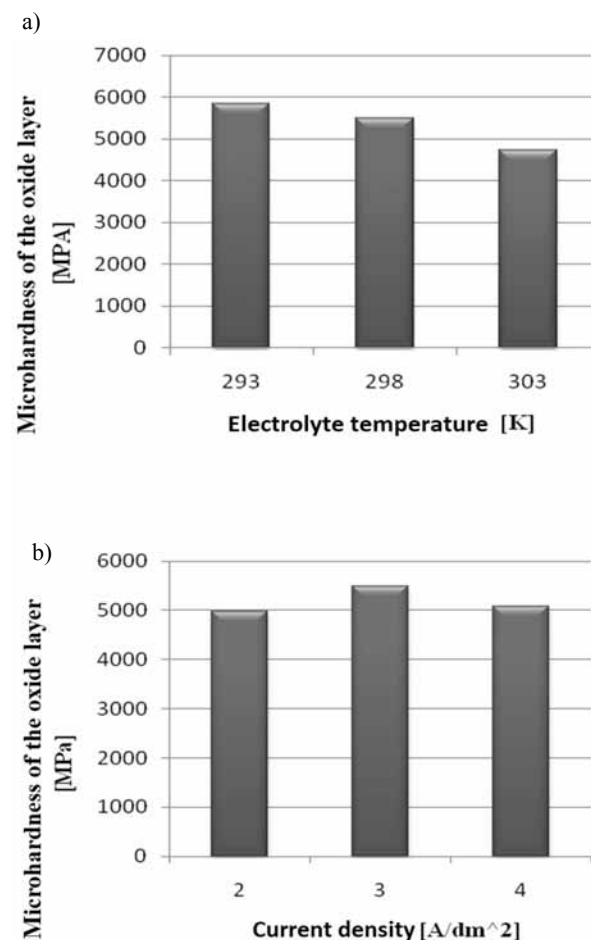 a)
Microhardness of the oxide layer
[MPA]
7000
6000
5000
4000
3000
2000
1000
0
293 298 303
Electrolyte temperature [K]
b)
Microhardness of the oxide layer
[MPa]
6000
5000
4000
3000
2000
1000
0
2 3 4
Current density [A/dm^2]